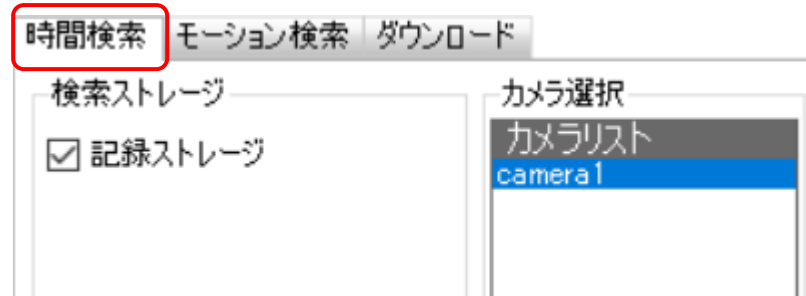 時間検索 モーション検索 ダウンロード
検索ストレージ
記録ストレージ
カメラ選択
カメラリスト
camera1